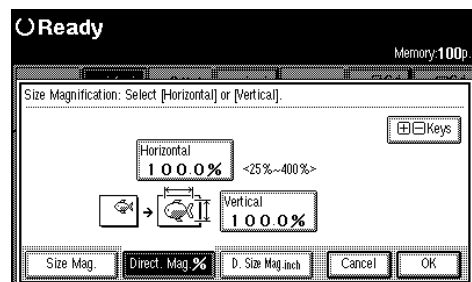 Ready
Memory:100p.
Size Magnification: Select [Horizontal] or [Vertical].
⊞⊟Keys
Horizontal
100.0% <25%~400%>
Vertical
100.0%
Size Mag. Direct. Mag.% D. Size Mag.inch Cancel OK